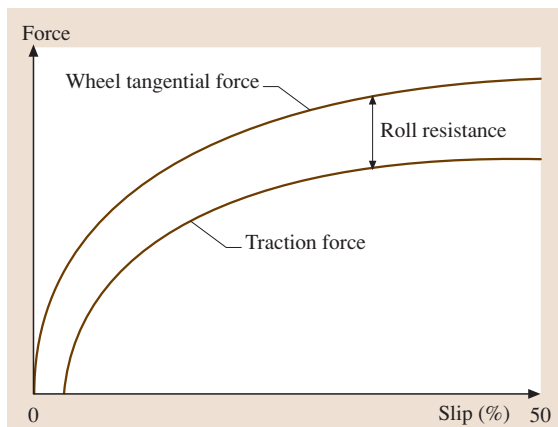 Force
Wheel tangential force
Roll resistance
Traction force
0
Slip (%)
50